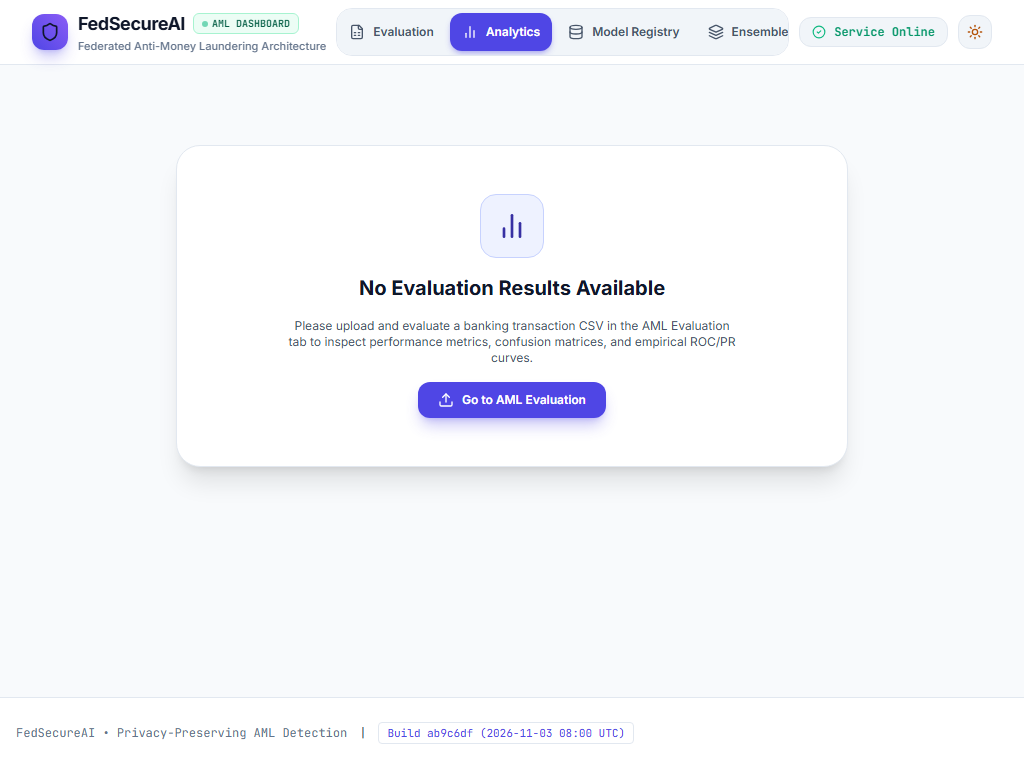 FedSecureAI
AML DASHBOARD
Federated Anti-Money Laundering Architecture
Evaluation
Analytics
Model Registry
Ensemble
Service Online
No Evaluation Results Available
Please upload and evaluate a banking transaction CSV in the AML Evaluation
tab to inspect performance metrics, confusion matrices, and empirical ROC/PR
curves.
Go to AML Evaluation
FedSecureAI • Privacy-Preserving AML Detection | Build ab9c6df (2026-11-03 08:00 UTC)